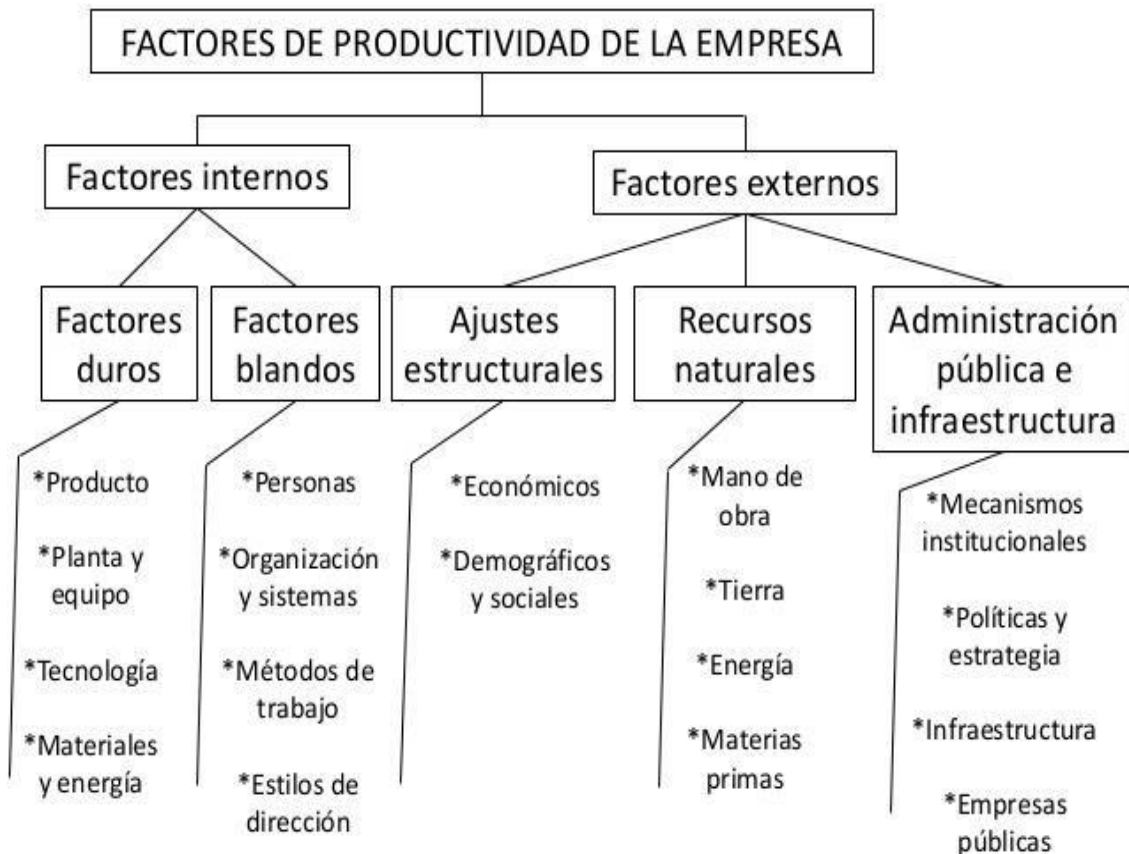 FACTORES DE PRODUCTIVIDAD DE LA EMPRESA
Factores internos
Factores externos
Factores
duros
Factores
blandos
Ajustes
estructurales
Recursos
naturales
Administración
pública e
infraestructura
*Producto
*Planta y
equipo
*Tecnología
*Materiales
y energía
*Personas
*Organización
y sistemas
*Métodos de
trabajo
*Estilos de
dirección
*Económicos
*Demográficos
y sociales
*Mano de
obra
*Tierra
*Energía
*Materias
primas
*Mecanismos
institucionales
*Políticas y
estrategia
*Infraestructura
*Empresas
públicas